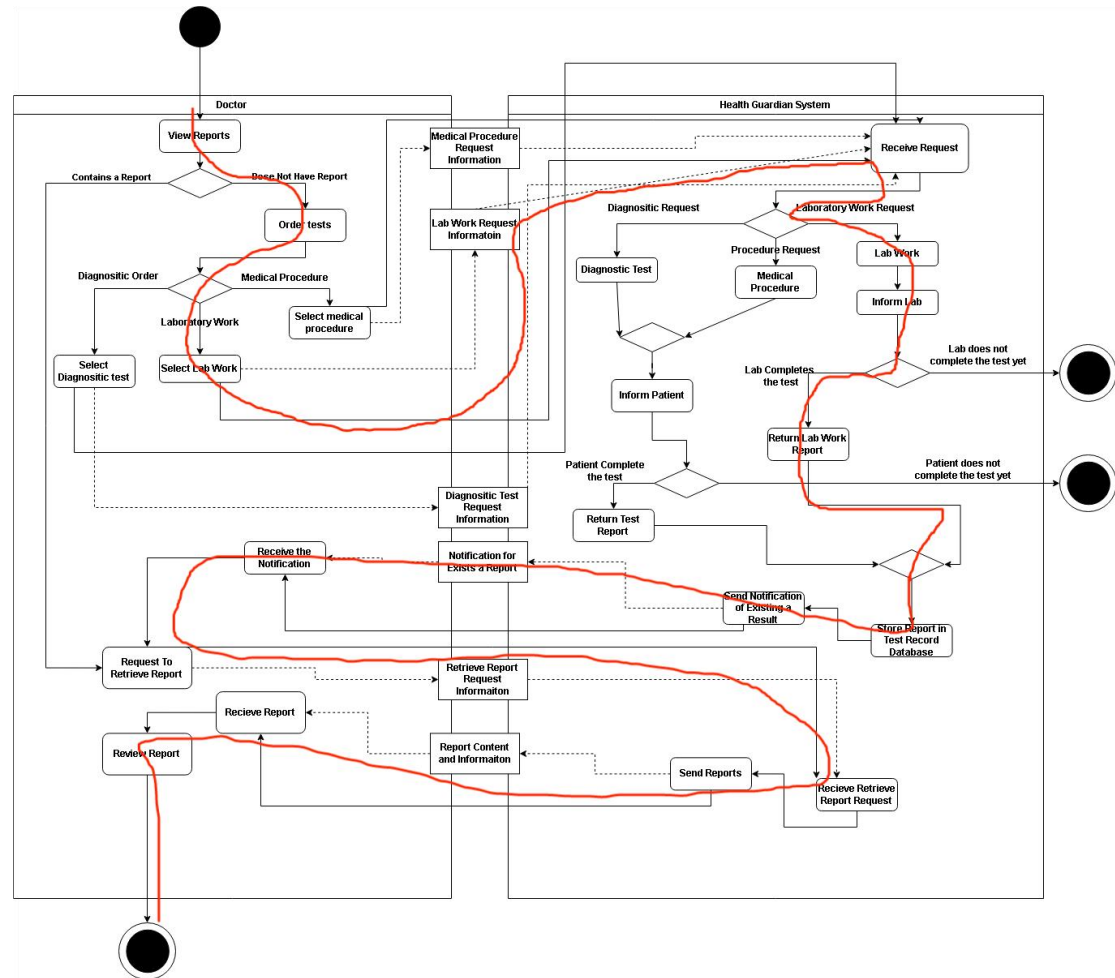 Doctor
Health Guardian System
View Reports
Medical Procedure
Request
Information
Receive Request
Contains a Report
Dose Not Have Report
Order tests
Lab Work Request
Informatoin
Diagnositic Request
Laboratory Work Request
Procedure Request
Lab Work
Diagnostic Test
Medical
Procedure
Diagnositic Order
Medical Procedure
Inform Lab
Select medical
procedure
Laboratory Work
Select
Diagnositic test
Select Lab Work
Lab does not
complete the test yet
Lab Completes
the test
Inform Patient
Return Lab Work
Report
Patient Complete
the test
Patient does not
complete the test yet
Diagnositic Test
Request
Information
Return Test
Report
Receive the
Notification
Notification for
Exists a Report
Send Notification
of Existing a
Result
Store Report in
Test Record
Database
Request To
Retrieve Report
Retrieve Report
Request
Informaiton
Recieve Report
Review Report
Report Content
and Informaiton
Send Reports
Recieve Retrieve
Report Request